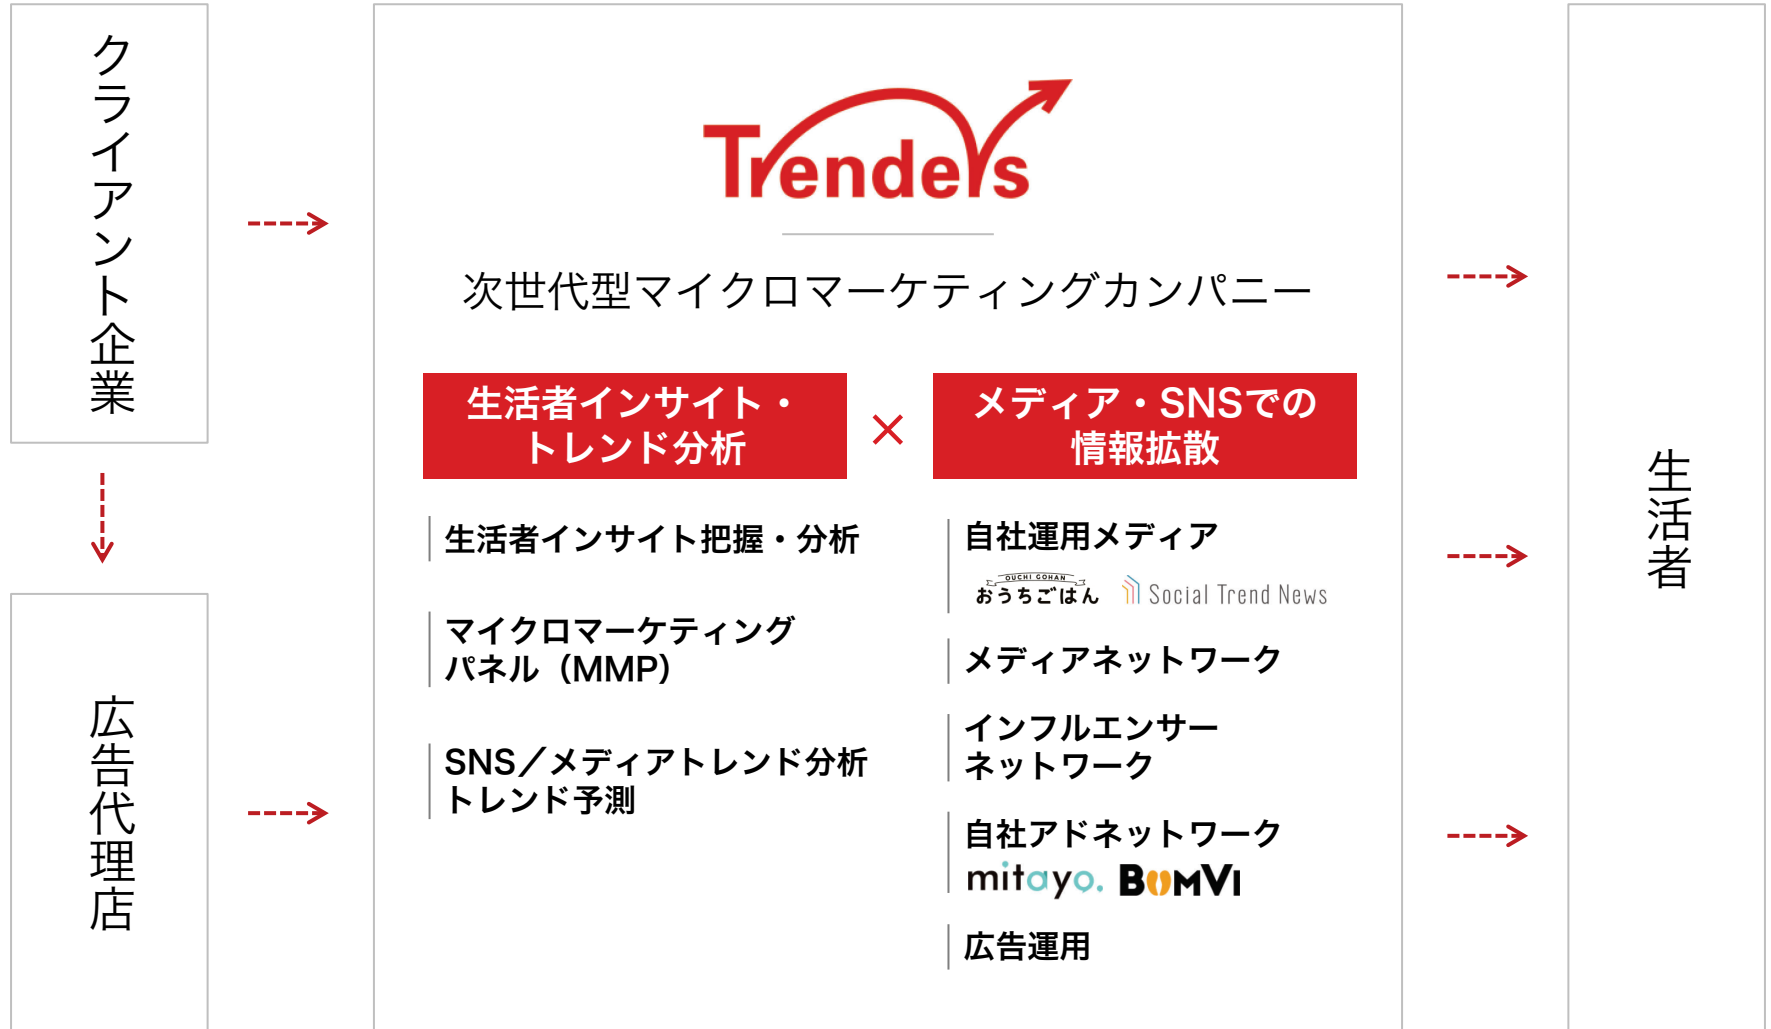 クライアント企業
広告代理店
Trenders
次世代型マイクロマーケティングカンパニー
生活者インサイト・
トレンド分析
×
メディア・SNSでの
情報拡散
生活者インサイト把握・分析
マイクロマーケティング
パネル（MMP）
SNS／メディアトレンド分析
トレンド予測
自社運用メディア
OUCHI GOHAN
おうちごはん
Social Trend News
メディアネットワーク
インフルエンサー
ネットワーク
自社アドネットワーク
mitayo. BOMVI
広告運用
生活者